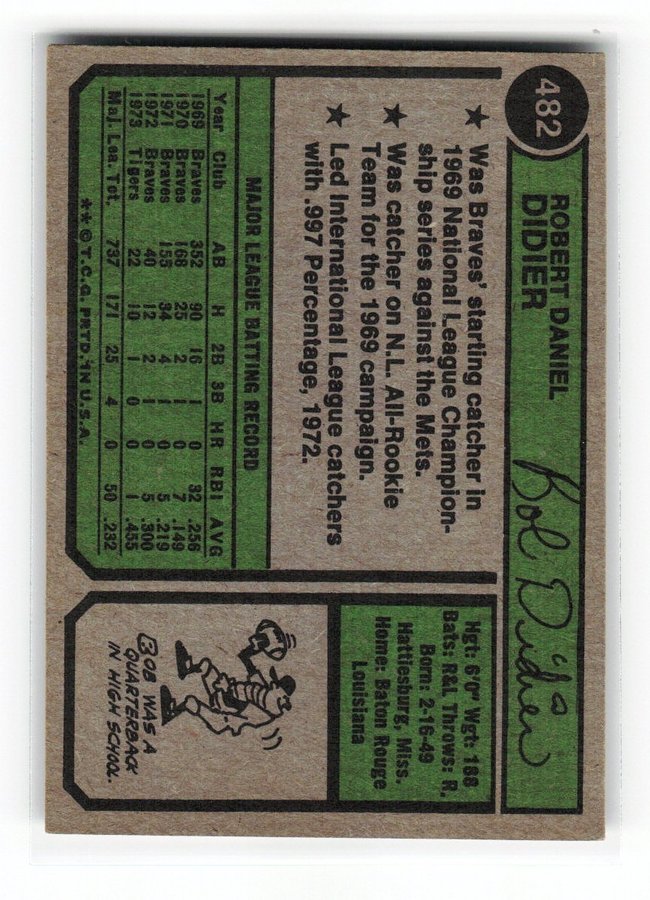 482
ROBERT DANIEL
DIDIER
Bob Didier
★ Was Braves' starting catcher in
1969 National League Champion-
ship series against the Mets.
★ Was catcher on N.L. All-Rookie
Team for the 1969 campaign.
★ Led International League catchers
with .997 Percentage, 1972.
Hgt: 6'0" Wgt: 188
Bats: R&L Throws: R.
Born: 2-16-49
Hattiesburg, Miss.
Home: Baton Rouge
Louisiana
MAJOR LEAGUE BATTING RECORD
Year Club AB H 2B 3B HR RBI AVG
1969 Braves 352 90 16 1 0 32 .256
1970 Braves 168 25 2 1 0 7 .149
1971 Braves 155 34 4 1 0 5 .219
1972 Braves 40 12 2 1 0 5 .300
1973 Tigers 22 10 1 0 0 1 .455
Maj. Lea. Tot. 737 171 25 4 0 50 .232
**© T.C.G. PRTD. IN U.S.A.
BOB WAS A
QUARTERBACK
IN HIGH SCHOOL.